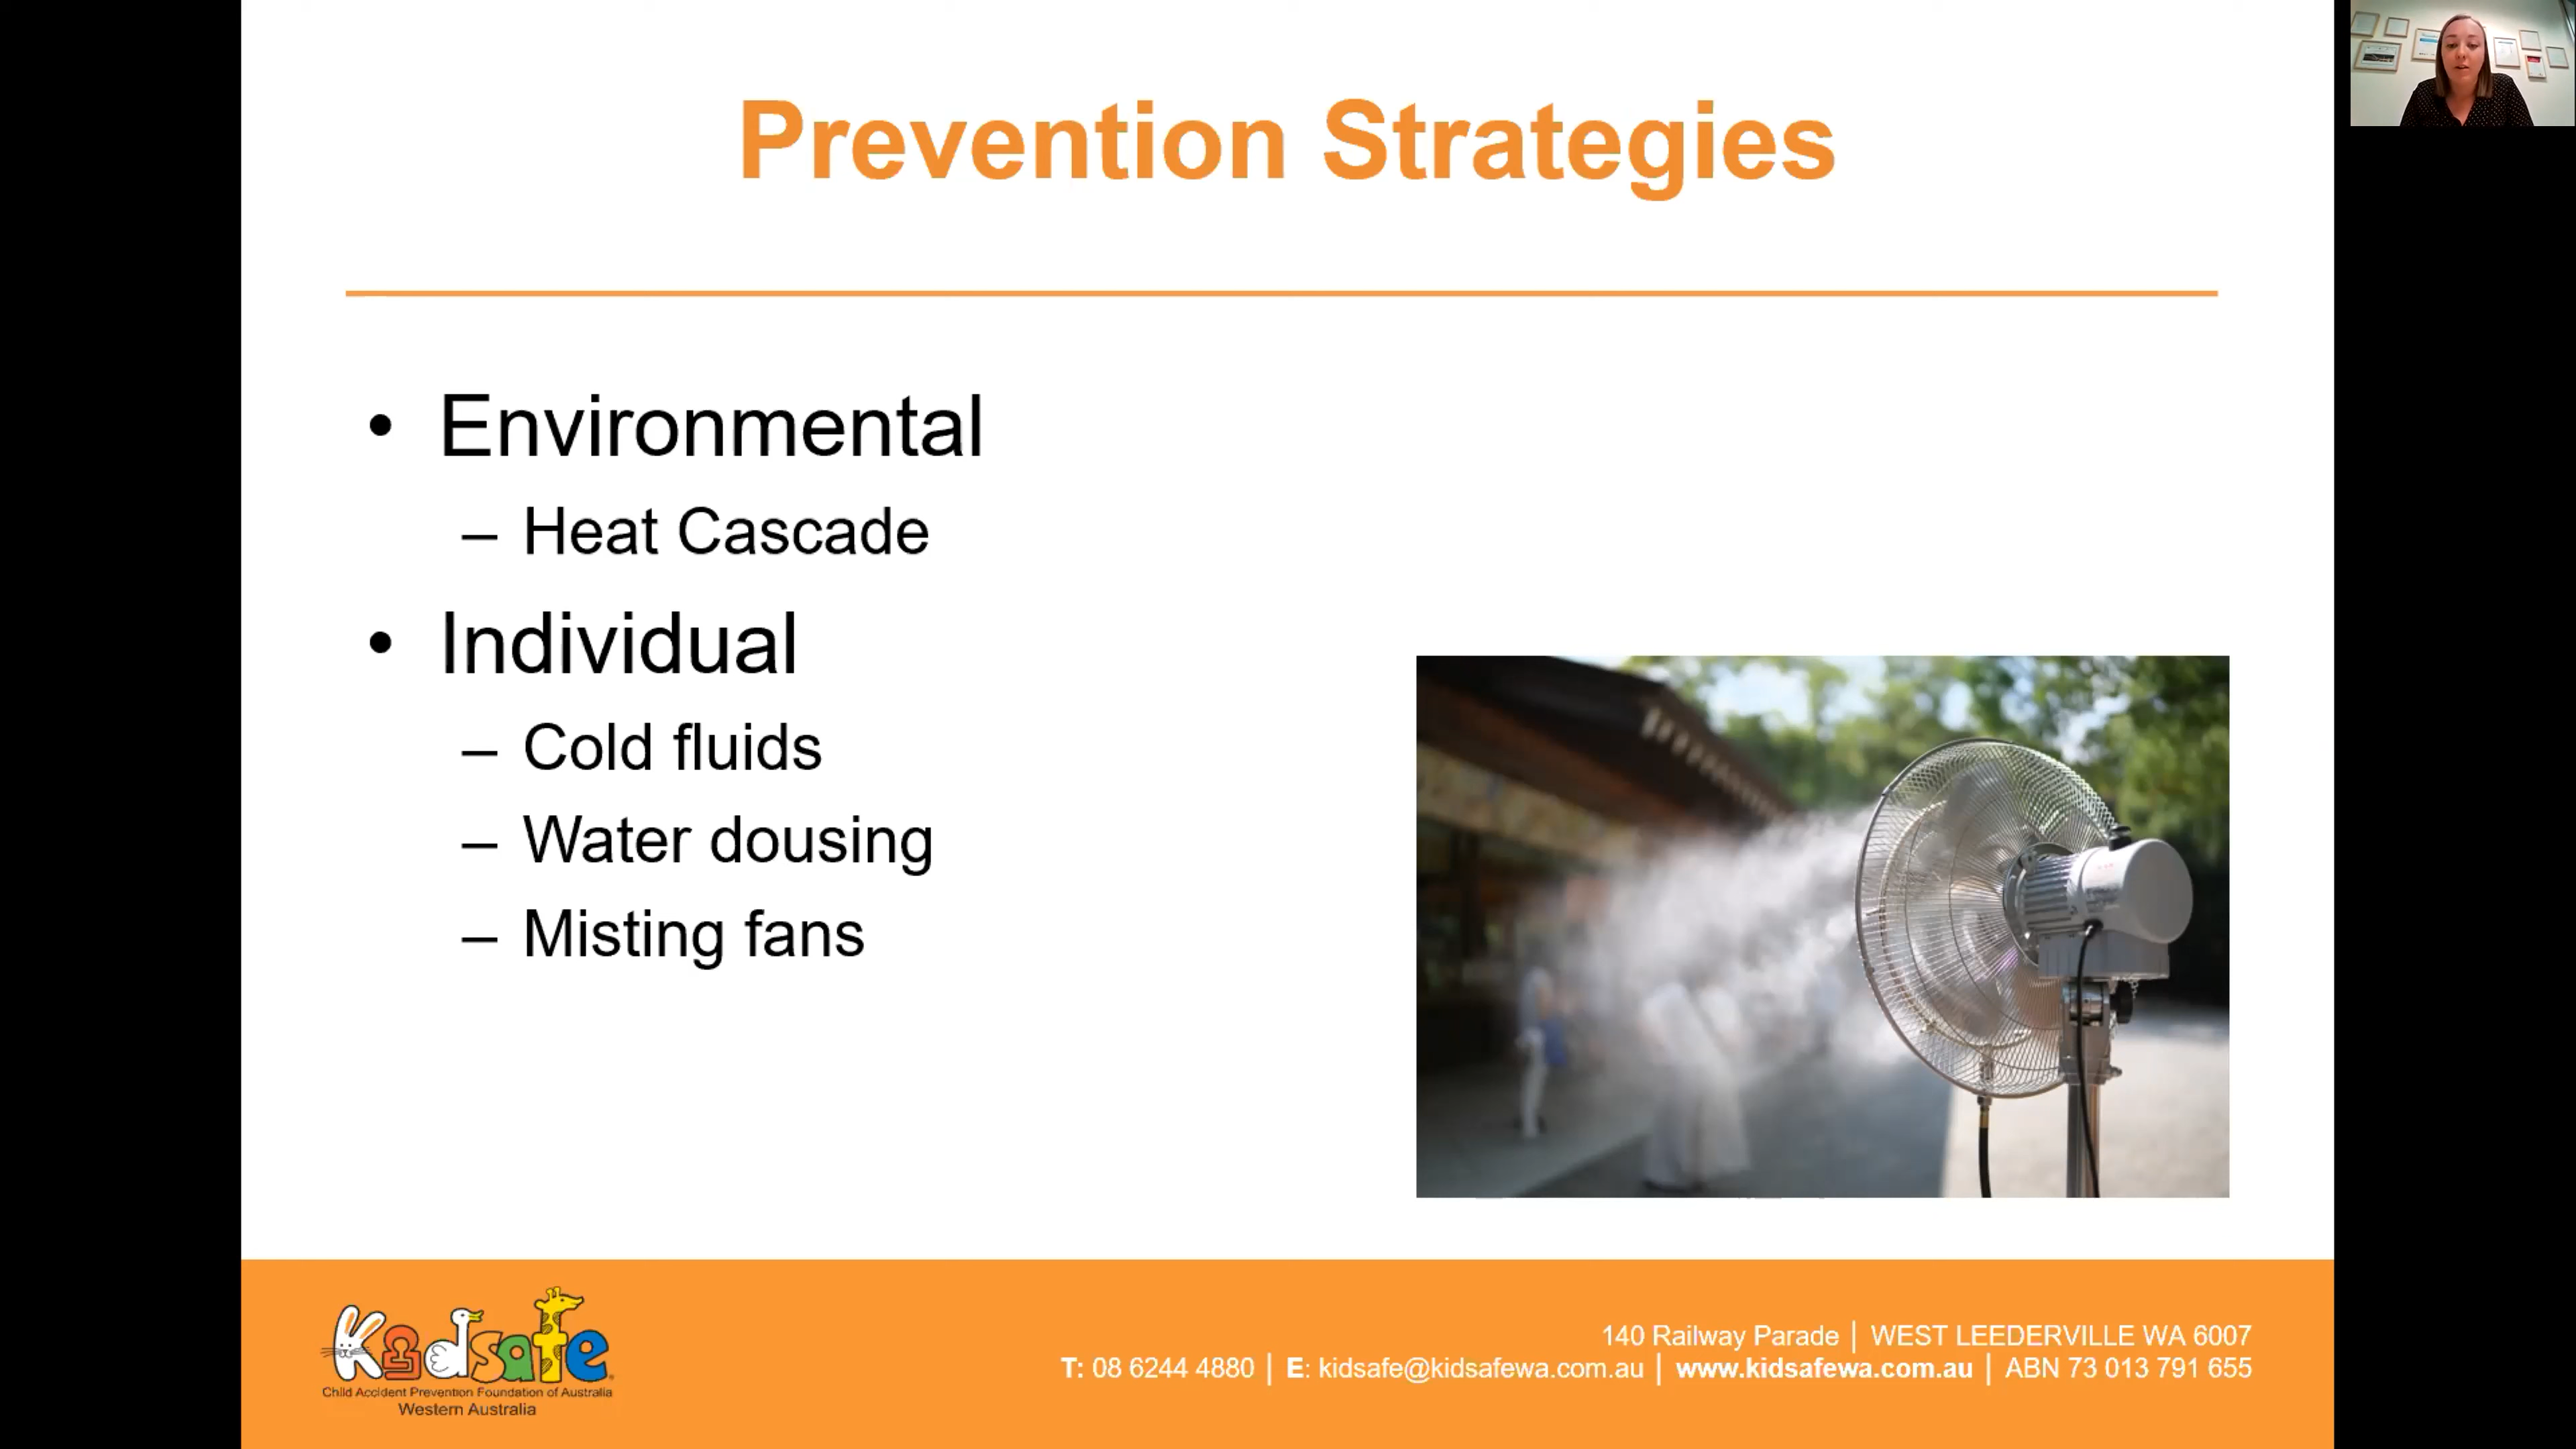 Prevention Strategies
• Environmental
– Heat Cascade
• Individual
– Cold fluids
– Water dousing
– Misting fans
Kidsafe
Child Accident Prevention Foundation of Australia
Western Australia
140 Railway Parade | WEST LEEDERVILLE WA 6007
T: 08 6244 4880 | E: kidsafe@kidsafewa.com.au | www.kidsafewa.com.au | ABN 73 013 791 655